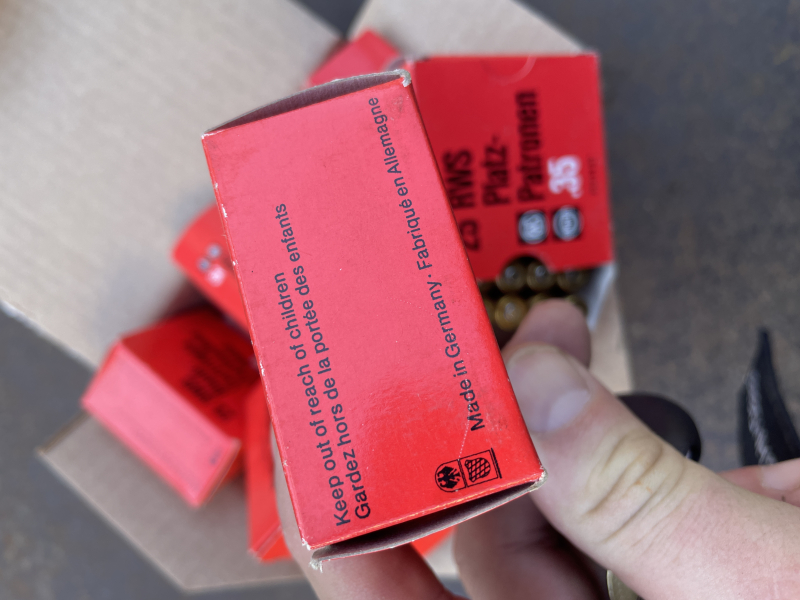 Keep out of reach of children
Gardez hors de la portée des enfants
Made in Germany · Fabriqué en Allemagne
25 RWS
Platz-
Patronen
.35